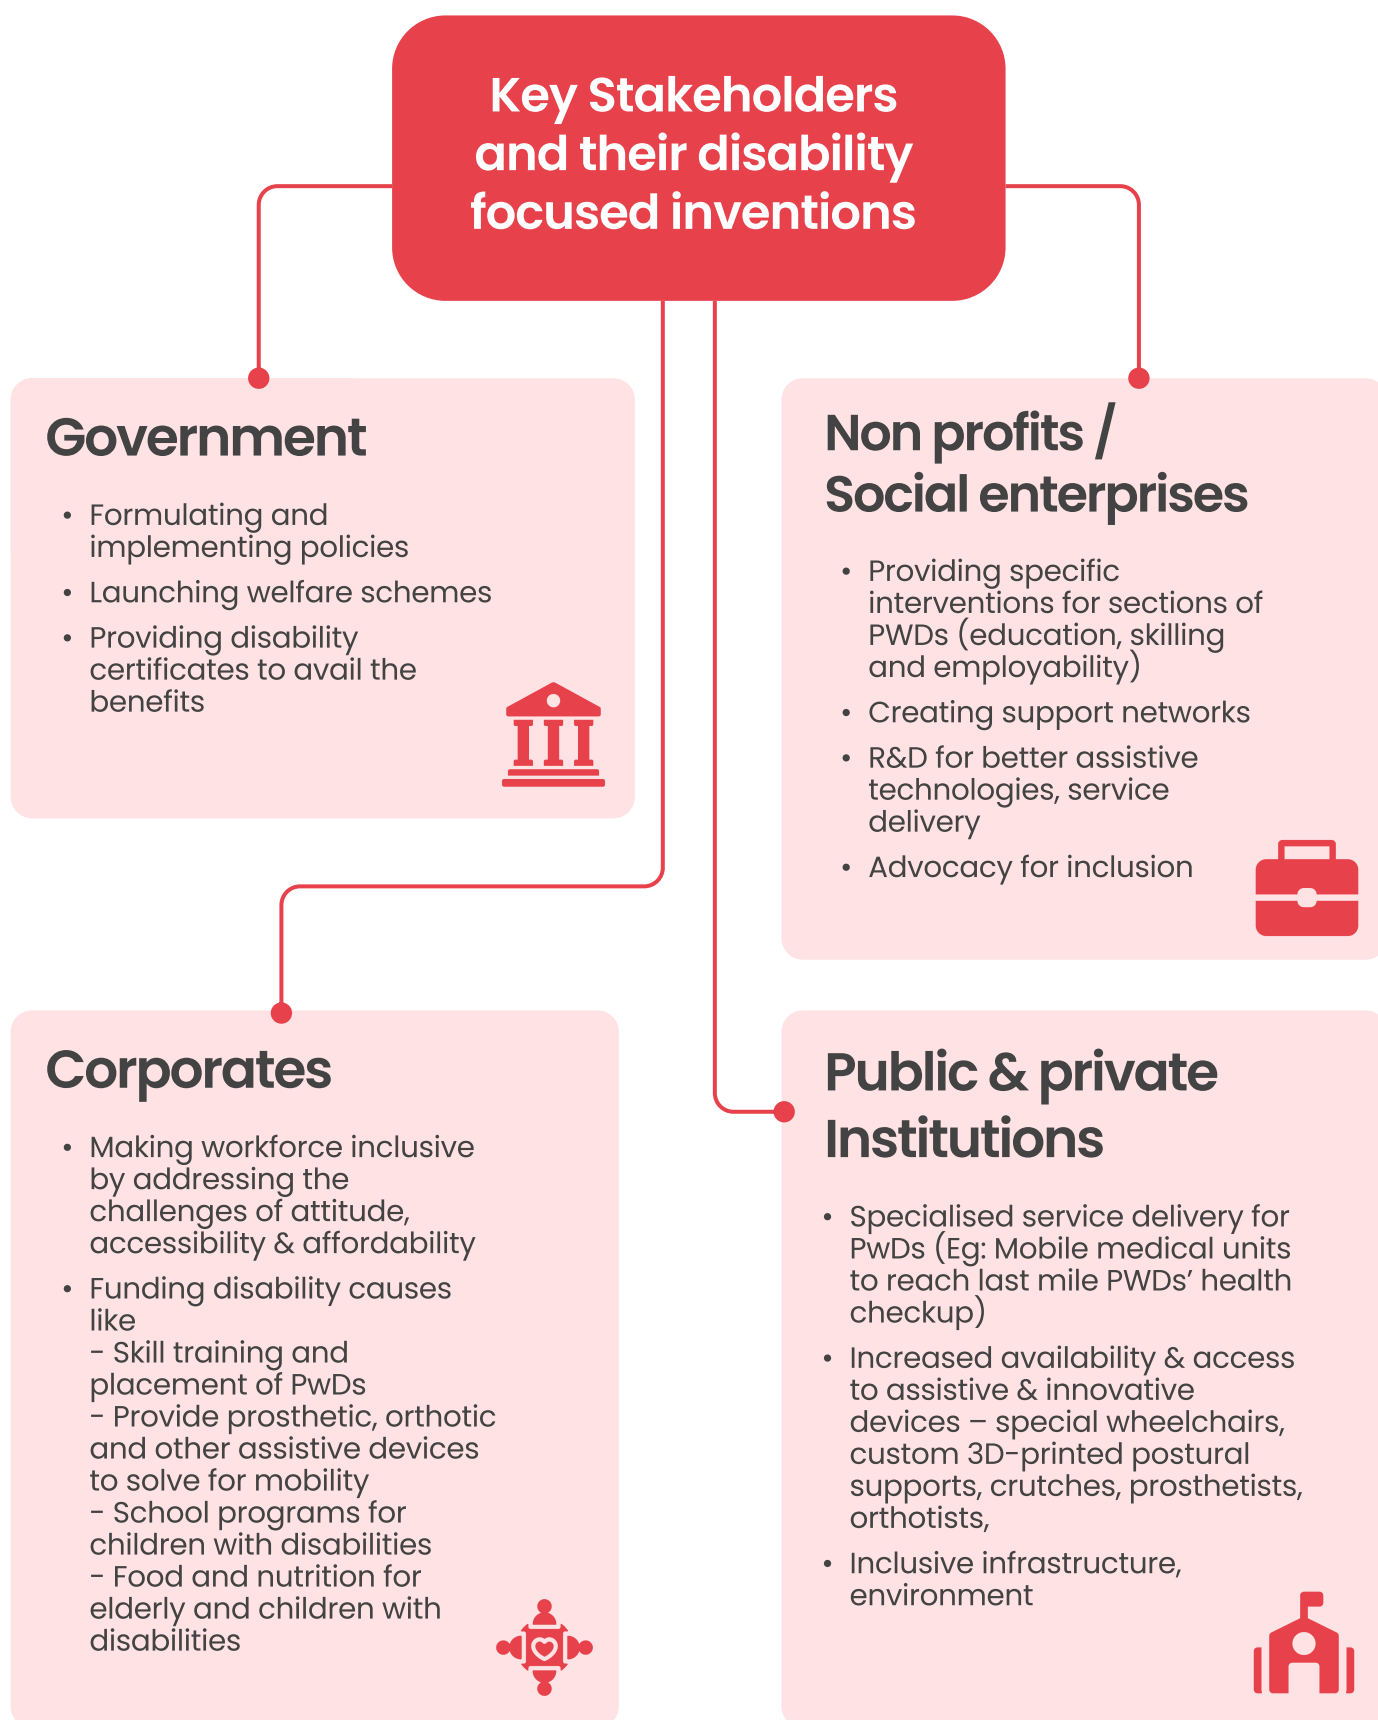 Key Stakeholders
and their disability
focused inventions
Government
• Formulating and
implementing policies
• Launching welfare schemes
• Providing disability
certificates to avail the
benefits
Non profits /
Social enterprises
• Providing specific
interventions for sections of
PWDs (education, skilling
and employability)
• Creating support networks
• R&D for better assistive
technologies, service
delivery
• Advocacy for inclusion
Corporates
• Making workforce inclusive
by addressing the
challenges of attitude,
accessibility & affordability
• Funding disability causes
like
- Skill training and
placement of PwDs
- Provide prosthetic, orthotic
and other assistive devices
to solve for mobility
- School programs for
children with disabilities
- Food and nutrition for
elderly and children with
disabilities
Public & private
Institutions
• Specialised service delivery for
PwDs (Eg: Mobile medical units
to reach last mile PWDs’ health
checkup)
• Increased availability & access
to assistive & innovative
devices – special wheelchairs,
custom 3D-printed postural
supports, crutches, prosthetists,
orthotists,
• Inclusive infrastructure,
environment